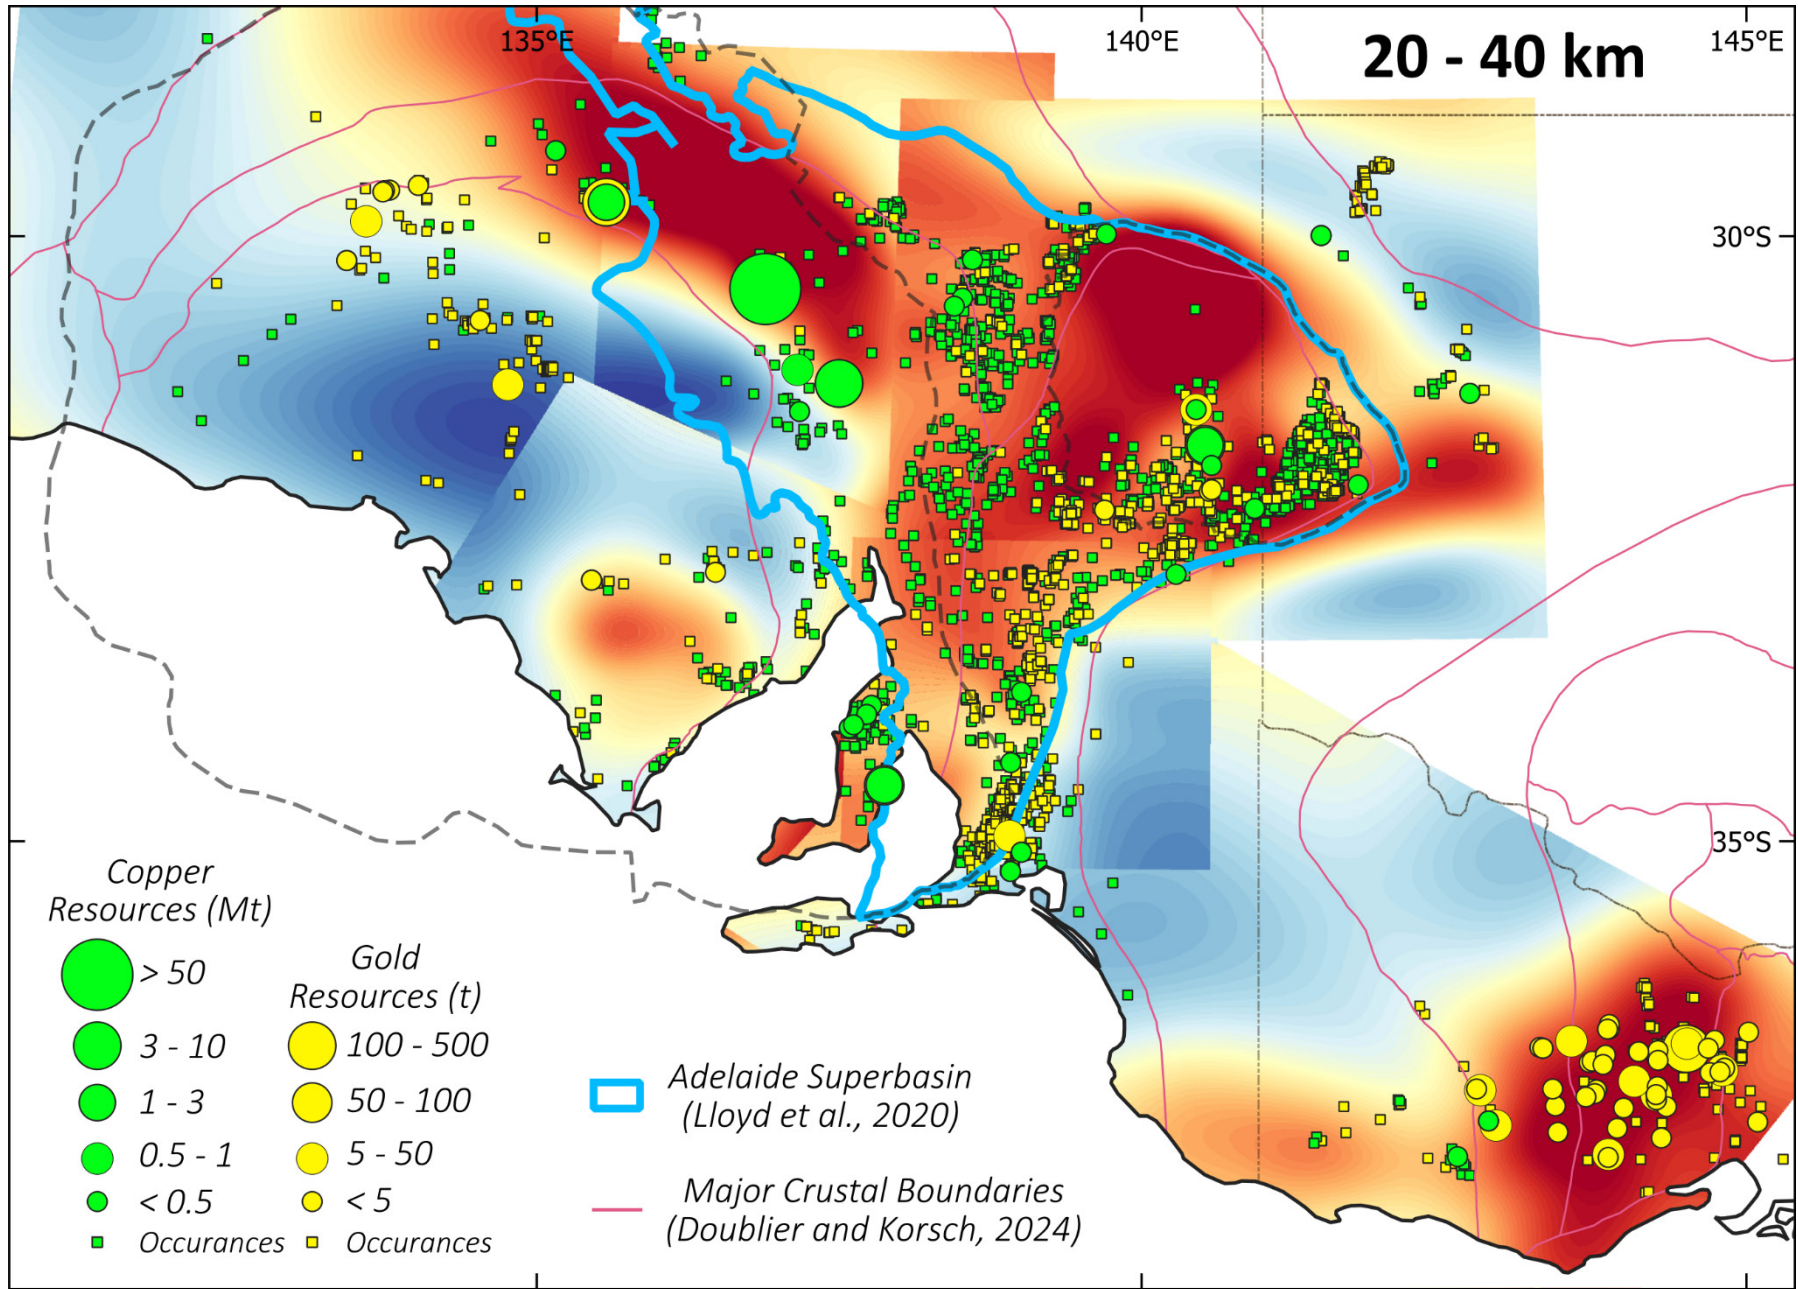 135°E
140°E
145°E
20 - 40 km
30°S
35°S
Copper
Resources (Mt)
> 50
3 - 10
1 - 3
0.5 - 1
< 0.5
Occurances
Gold
Resources (t)
100 - 500
50 - 100
5 - 50
< 5
Occurances
Adelaide Superbasin
(Lloyd et al., 2020)
Major Crustal Boundaries
(Doublier and Korsch, 2024)